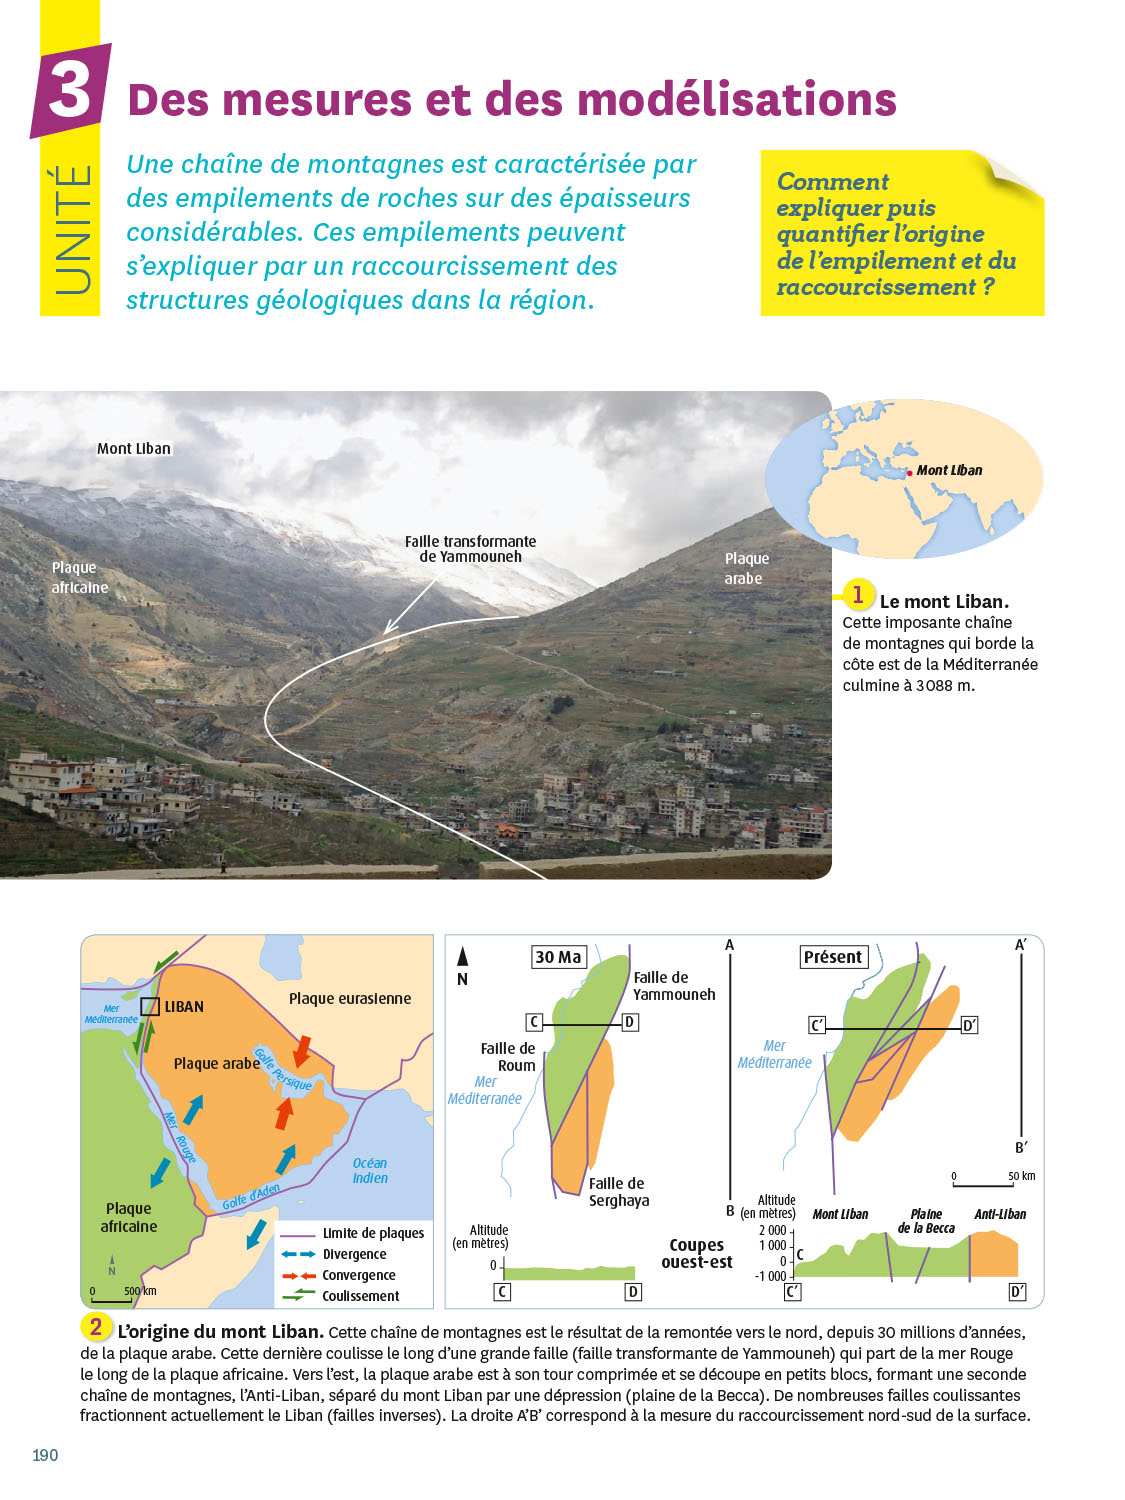 3
UNITÉ
Des mesures et des modélisations
Une chaîne de montagnes est caractérisée par
des empilements de roches sur des épaisseurs
considérables. Ces empilements peuvent
s'expliquer par un raccourcissement des
structures géologiques dans la région.
Comment
expliquer puis
quantifier l'origine
de l'empilement et du
raccourcissement ?
Mont Liban
Faille transformante
de Yammouneh
Plaque
africaine
Plaque
arabe
Mont Liban
1 Le mont Liban.
Cette imposante chaîne
de montagnes qui borde la
côte est de la Méditerranée
culmine à 3 088 m.
LIBAN
Mer
Méditerranée
Plaque eurasienne
Plaque arabe
Golfe Persique
Mer Rouge
Océan
Indien
Golfe d'Aden
Plaque
africaine
N
0 500 km
Limite de plaques
Divergence
Convergence
Coulissement
N
30 Ma
Faille de
Yammouneh
C D
Faille de
Roum
Mer
Méditerranée
Faille de
Serghaya
Altitude
(en mètres)
0
C D
A
B
Coupes
ouest-est
Présent
A′
C′ D′
Mer
Méditerranée
B′
0 50 km
Altitude
(en mètres)
Mont Liban
Plaine
de la Becca
Anti-Liban
2 000
1 000
0
-1 000
C
C′ D′
2 L'origine du mont Liban. Cette chaîne de montagnes est le résultat de la remontée vers le nord, depuis 30 millions d'années,
de la plaque arabe. Cette dernière coulisse le long d'une grande faille (faille transformante de Yammouneh) qui part de la mer Rouge
le long de la plaque africaine. Vers l'est, la plaque arabe est à son tour comprimée et se découpe en petits blocs, formant une seconde
chaîne de montagnes, l'Anti-Liban, séparé du mont Liban par une dépression (plaine de la Becca). De nombreuses failles coulissantes
fractionnent actuellement le Liban (failles inverses). La droite A'B' correspond à la mesure du raccourcissement nord-sud de la surface.
190